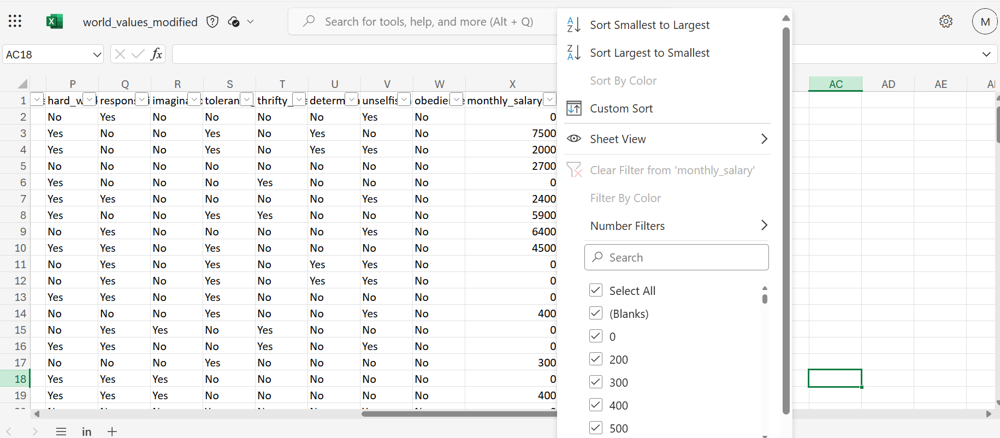 world_values_modified
Search for tools, help, and more (Alt + Q)
M
AC18
fx
P Q R S T U V W X AC AD AE
1 hard_w responsi imagina toleran thrifty_ determ unselfis obedien monthly_salary
2 No Yes No No No No Yes No 0
3 Yes No No Yes No Yes No No 7500
4 Yes No No Yes No Yes Yes No 2000
5 No No No No No No No No 2700
6 Yes No No No Yes No No No 0
7 Yes Yes No No No No Yes No 2400
8 Yes No No Yes Yes No No No 5900
9 No Yes No No No No Yes No 6400
10 Yes Yes No Yes No No No No 4500
11 No Yes No Yes No Yes Yes No 0
12 No Yes No Yes No Yes Yes No 0
13 Yes Yes No Yes No No No No 0
14 No No No Yes No No Yes No 400
15 No Yes Yes No Yes No No No 0
16 Yes Yes No No Yes No Yes No 0
17 No No No Yes No No No No 300
18 Yes Yes Yes No No No No No 0
19 Yes Yes Yes No No No No No 400
in
Sort Smallest to Largest
Sort Largest to Smallest
Sort By Color
Custom Sort
Sheet View
Clear Filter from 'monthly_salary'
Filter By Color
Number Filters
Search
Select All
(Blanks)
0
200
300
400
500